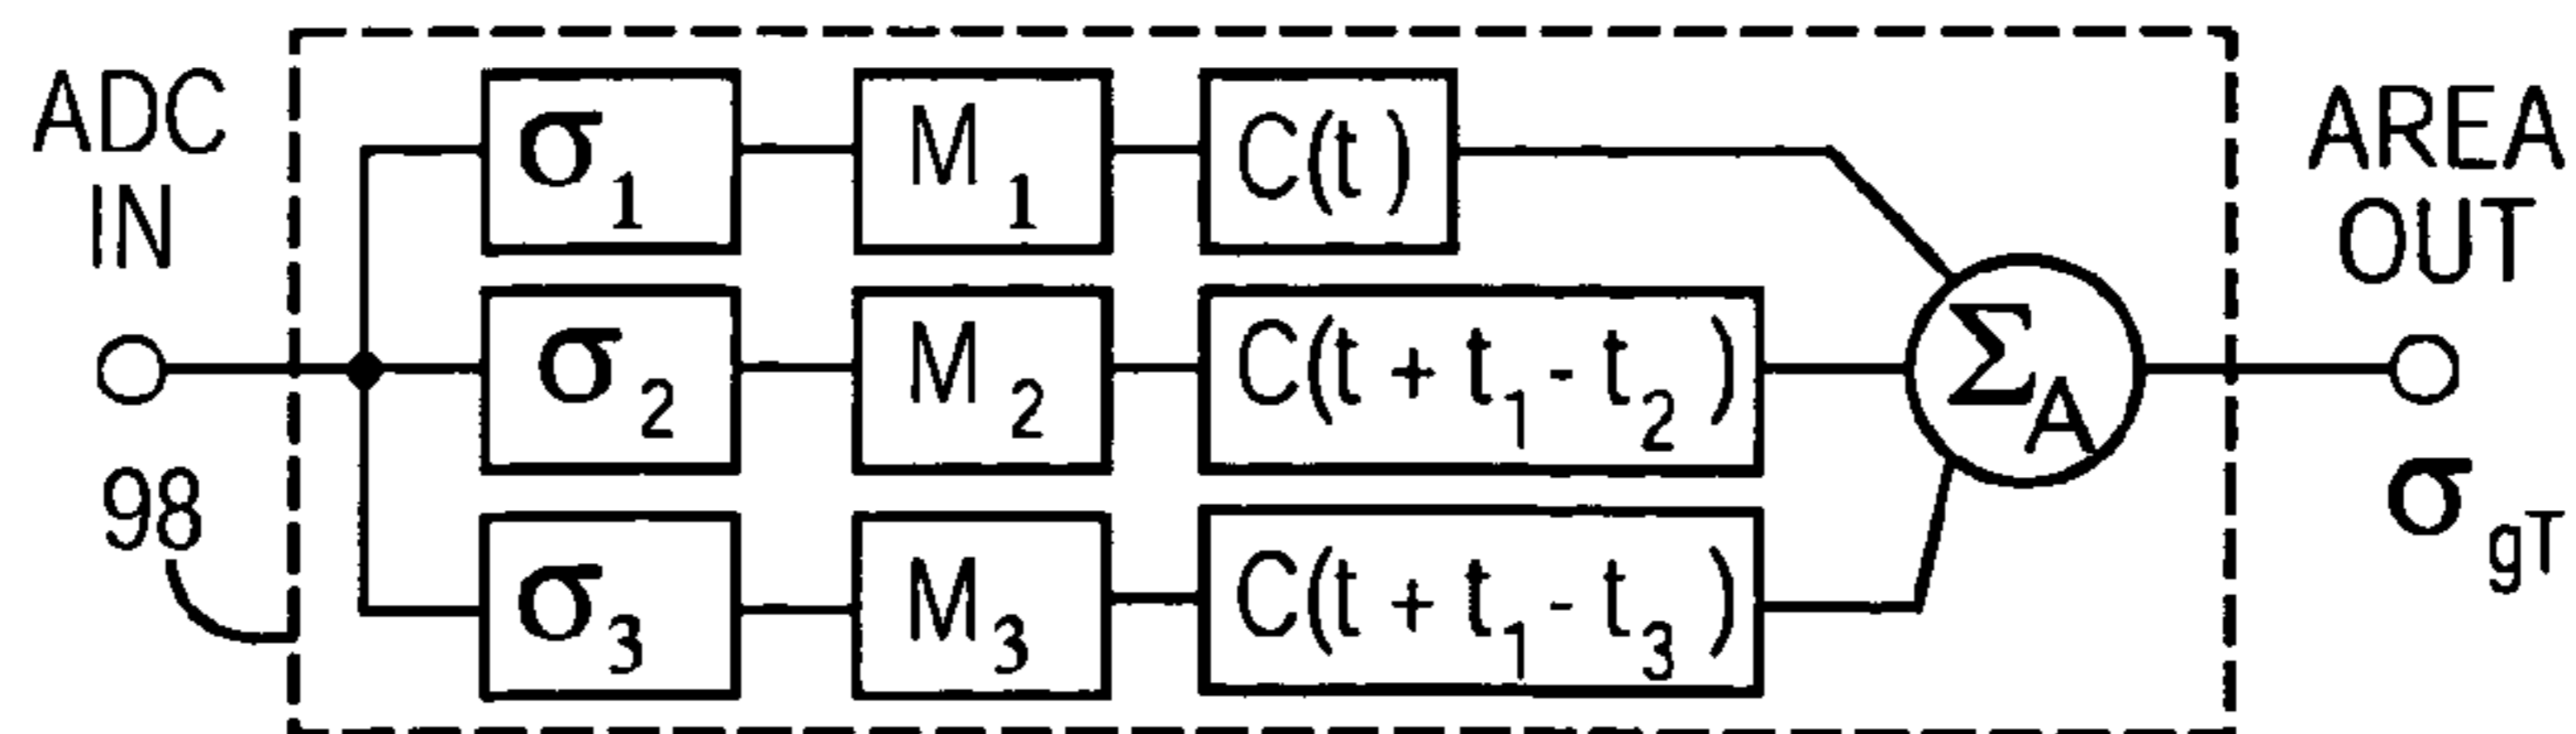 ADC
IN
98
σ1
M1
C(t)
σ2
M2
C(t + t1 - t2)
σ3
M3
C(t + t1 - t3)
ΣA
AREA
OUT
σgT